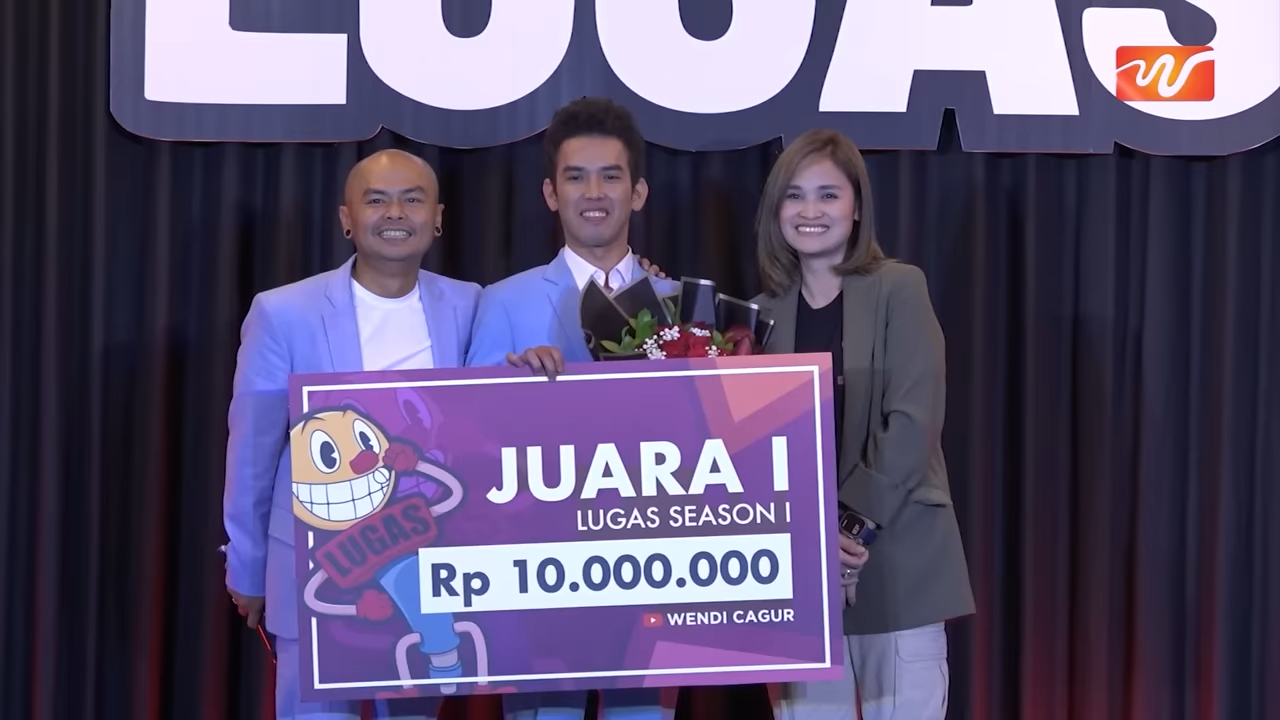 LUGAS
JUARA I
LUGAS SEASON I
LUGAS
Rp 10.000.000
WENDI CAGUR